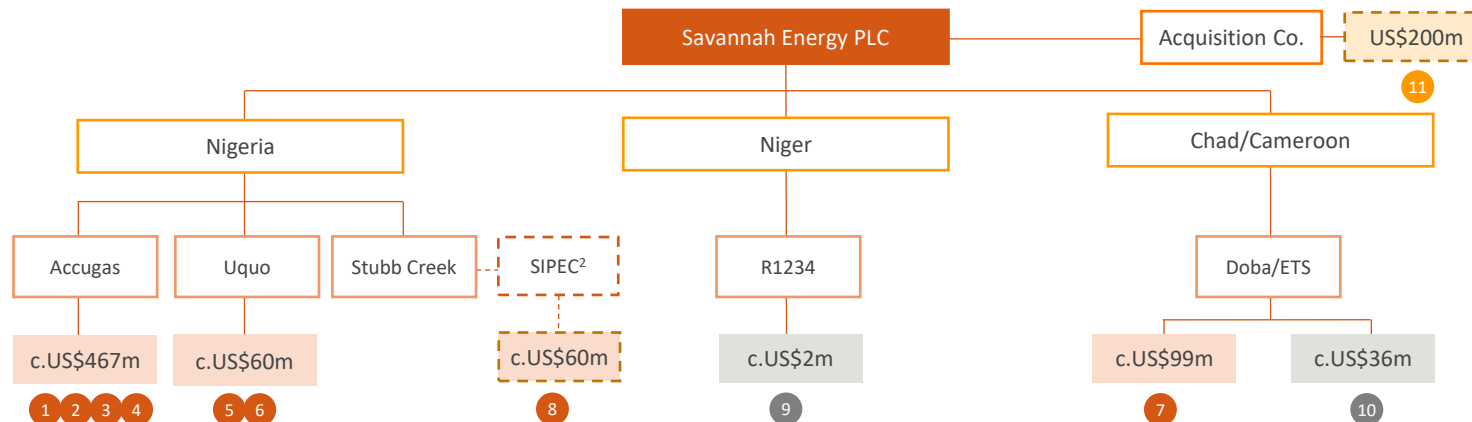 Savannah Energy PLC
Acquisition Co.
US$200m
11
Nigeria
Niger
Chad/Cameroon
Accugas
Uquo
Stubb Creek
SIPEC²
R1234
Doba/ETS
c.US$467m
c.US$60m
c.US$60m
c.US$2m
c.US$99m
c.US$36m
1 2 3 4
5 6
8
9
7
10